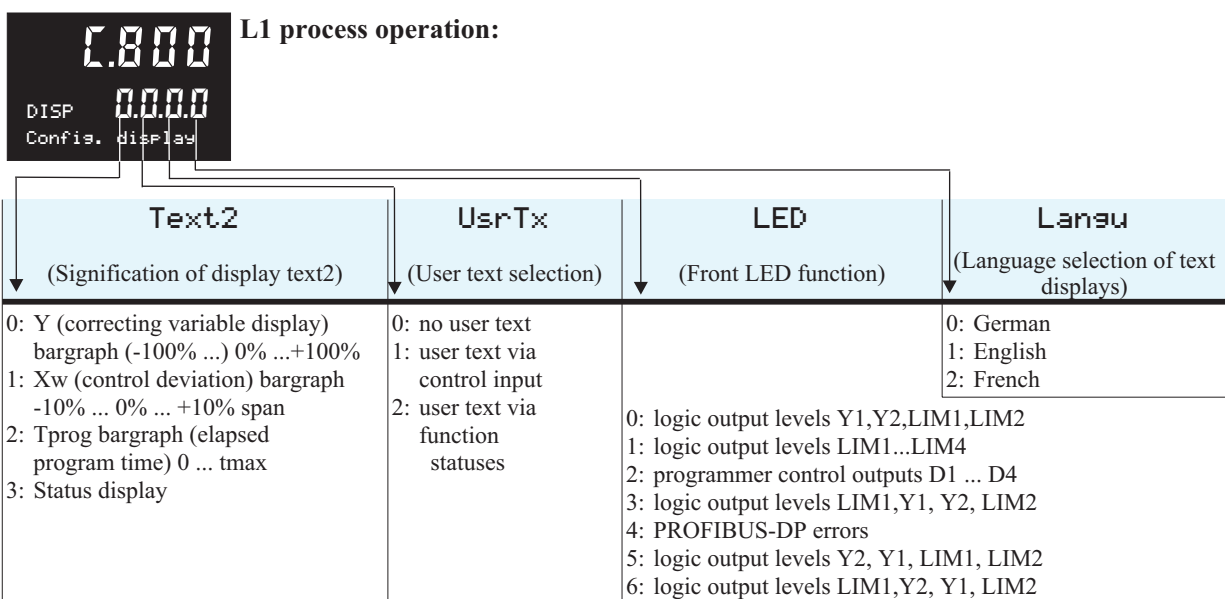 C.800
L1 process operation:
DISP 0.0.0.0
Config. display
Text2
(Signification of display text2)
0: Y (correcting variable display)
bargraph (-100% ...) 0% ...+100%
1: Xw (control deviation) bargraph
-10% ... 0% ... +10% span
2: Tprog bargraph (elapsed
program time) 0 ... tmax
3: Status display
UsrTx
(User text selection)
0: no user text
1: user text via
control input
2: user text via
function
statuses
LED
(Front LED function)
0: logic output levels Y1,Y2,LIM1,LIM2
1: logic output levels LIM1...LIM4
2: programmer control outputs D1 ... D4
3: logic output levels LIM1,Y1, Y2, LIM2
4: PROFIBUS-DP errors
5: logic output levels Y2, Y1, LIM1, LIM2
6: logic output levels LIM1,Y2, Y1, LIM2
Langu
(Language selection of text
displays)
0: German
1: English
2: French